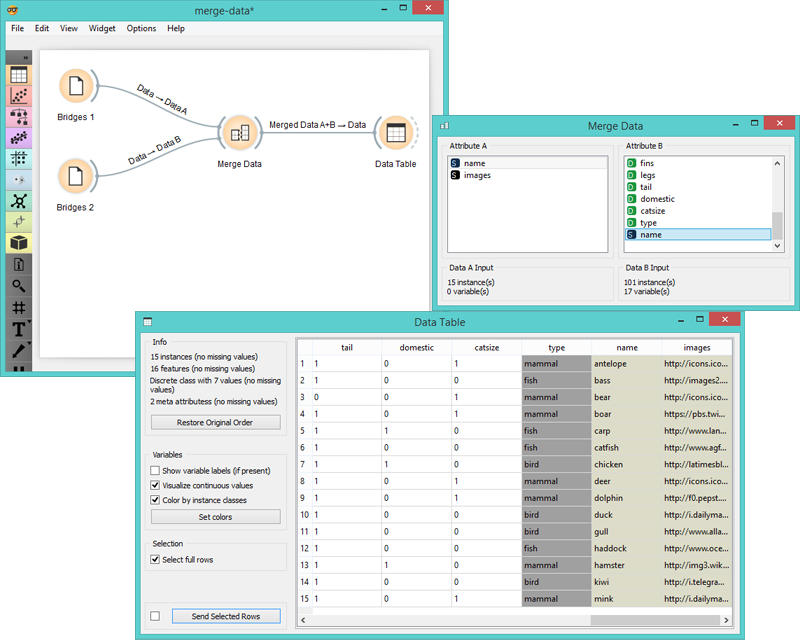 merge-data*
File Edit View Widget Options Help
»
Bridges 1
Data → Data A
Bridges 2
Data → Data B
Merge Data
Merged Data A+B → Data
Data Table
T
Merge Data
Attribute A
S name
S images
Attribute B
D fins
D legs
D tail
D domestic
D catsize
D type
S name
Data A Input
15 instance(s)
0 variable(s)
Data B Input
101 instance(s)
17 variable(s)
Data Table
Info
15 instances (no missing values)
16 features (no missing values)
Discrete class with 7 values (no missing
values)
2 meta attributess (no missing values)
Restore Original Order
Variables
Show variable labels (if present)
Visualize continuous values
Color by instance classes
Set colors
Selection
Select full rows
Send Selected Rows
tail domestic catsize type name images
1 1 0 1 mammal antelope http://icons.ico...
2 1 0 0 fish bass http://images2....
3 0 0 1 mammal bear http://icons.ico...
4 1 0 1 mammal boar https://pbs.twi...
5 1 1 0 fish carp http://www.lan...
6 1 0 0 fish catfish http://www.agf...
7 1 1 0 bird chicken http://latimesbl...
8 1 0 1 mammal deer http://icons.ico...
9 1 0 1 mammal dolphin http://f0.pepst...
10 1 0 0 bird duck http://i.dailyma...
11 1 0 0 bird gull http://www.alla...
12 1 0 0 fish haddock http://www.oce...
13 1 1 0 mammal hamster http://img3.wik...
14 1 0 0 bird kiwi http://i.telegra...
15 1 0 1 mammal mink http://i.dailyma...